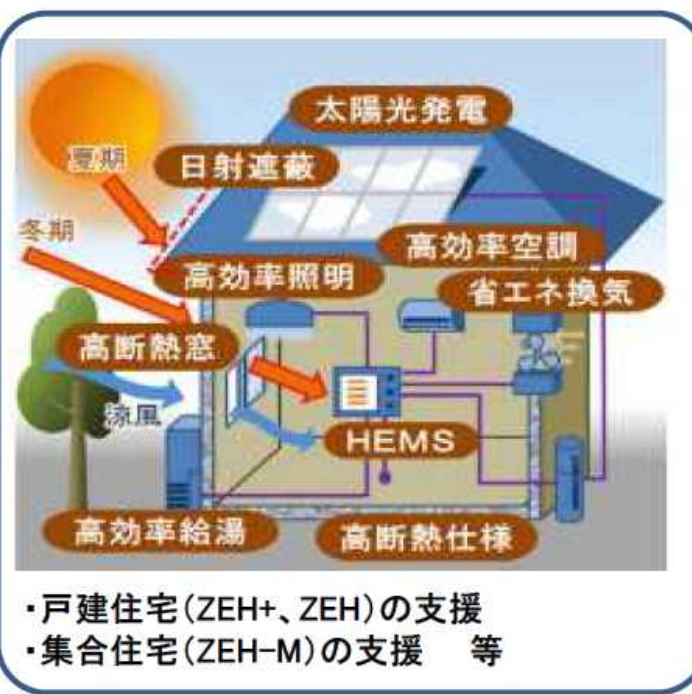 太陽光発電
夏期
日射遮蔽
冬期
高効率空調
高効率照明
省エネ換気
高断熱窓
涼風
HEMS
高効率給湯
高断熱仕様
・戸建住宅(ZEH+、ZEH)の支援
・集合住宅(ZEH-M)の支援　等